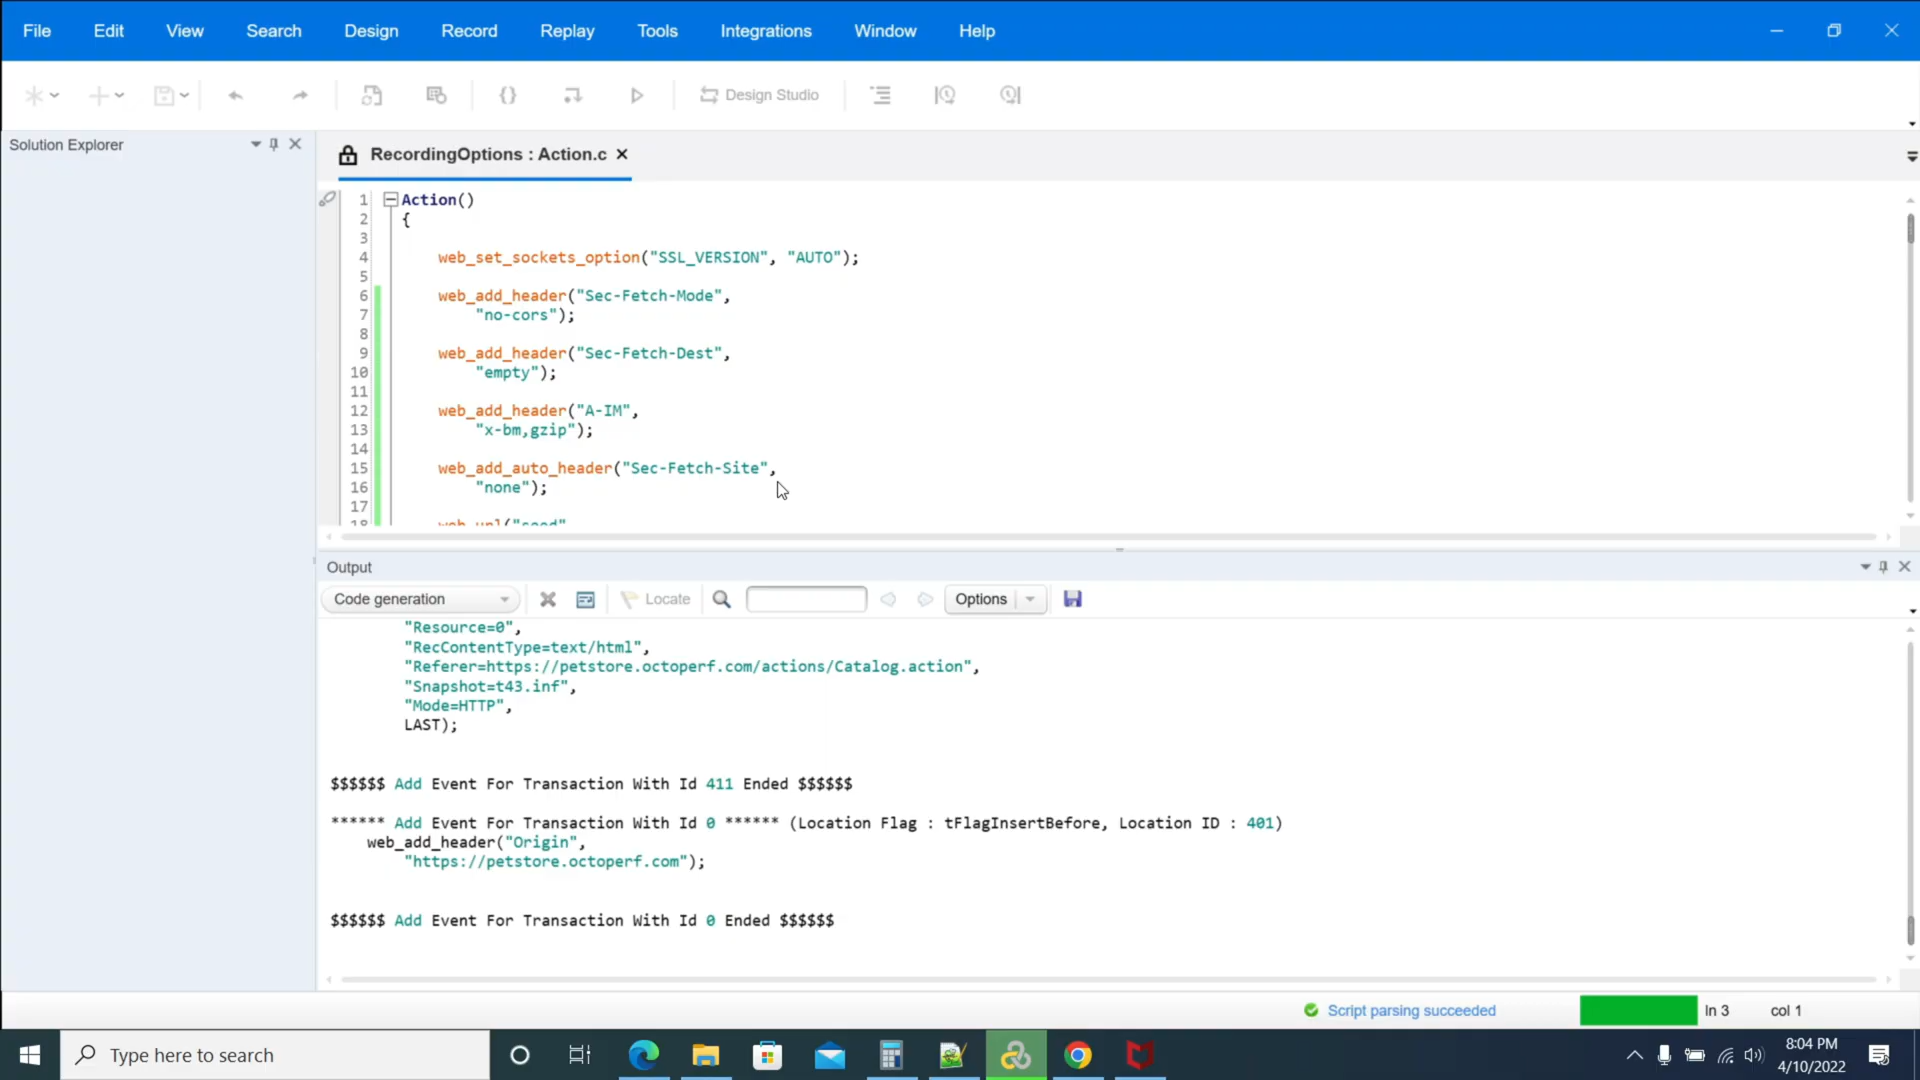 File Edit View Search Design Record Replay Tools Integrations Window Help
Design Studio
Solution Explorer
RecordingOptions : Action.c
1 Action()
2 {
3
4 web_set_sockets_option("SSL_VERSION", "AUTO");
5
6 web_add_header("Sec-Fetch-Mode",
7 "no-cors");
8
9 web_add_header("Sec-Fetch-Dest",
10 "empty");
11
12 web_add_header("A-IM",
13 "x-bm,gzip");
14
15 web_add_auto_header("Sec-Fetch-Site",
16 "none");
17
18 web_url("seed"
Output
Code generation Locate Options
"Resource=0",
"RecContentType=text/html",
"Referer=https://petstore.octoperf.com/actions/Catalog.action",
"Snapshot=t43.inf",
"Mode=HTTP",
LAST);
$$$$$$ Add Event For Transaction With Id 411 Ended $$$$$$
****** Add Event For Transaction With Id 0 ****** (Location Flag : tFlagInsertBefore, Location ID : 401)
web_add_header("Origin",
"https://petstore.octoperf.com");
$$$$$$ Add Event For Transaction With Id 0 Ended $$$$$$
Script parsing succeeded ln 3 col 1
Type here to search
8:04 PM
4/10/2022